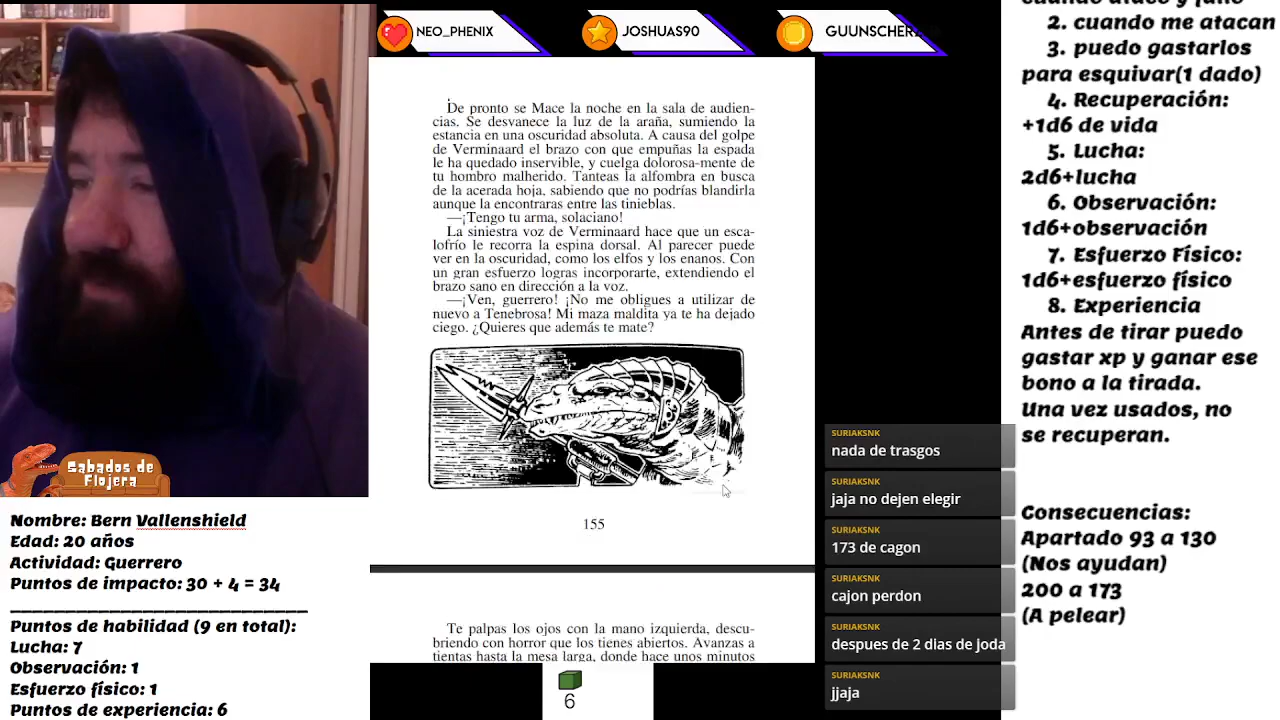 NEO_PHENIX
JOSHUAS90
GUUNSCHER
De pronto se Mace la noche en la sala de audien-
cias. Se desvanece la luz de la araña, sumiendo la
estancia en una oscuridad absoluta. A causa del golpe
de Verminaard el brazo con que empuñas la espada
le ha quedado inservible, y cuelga dolorosa-mente de
tu hombro malherido. Tanteas la alfombra en busca
de la acerada hoja, sabiendo que no podrías blandirla
aunque la encontraras entre las tinieblas.
—¡Tengo tu arma, solaciano!
La siniestra voz de Verminaard hace que un esca-
lofrío le recorra la espina dorsal. Al parecer puede
ver en la oscuridad, como los elfos y los enanos. Con
un gran esfuerzo logras incorporarte, extendiendo el
brazo sano en dirección a la voz.
—¡Ven, guerrero! ¡No me obligues a utilizar de
nuevo a Tenebrosa! Mi maza maldita ya te ha dejado
ciego. ¿Quieres que además te mate?
155
Te palpas los ojos con la mano izquierda, descu-
briendo con horror que los tienes abiertos. Avanzas a
tientas hasta la mesa larga, donde hace unos minutos
6
Sabados de
Flojera
Nombre: Bern Vallenshield
Edad: 20 años
Actividad: Guerrero
Puntos de impacto: 30 + 4 = 34
Puntos de habilidad (9 en total):
Lucha: 7
Observación: 1
Esfuerzo físico: 1
Puntos de experiencia: 6
SURIAKSNK
nada de trasgos
SURIAKSNK
jaja no dejen elegir
SURIAKSNK
173 de cagon
SURIAKSNK
cajon perdon
SURIAKSNK
despues de 2 dias de joda
SURIAKSNK
jjaja
cuando ataco y fallo
2. cuando me atacan
3. puedo gastarlos
para esquivar(1 dado)
4. Recuperación:
+1d6 de vida
5. Lucha:
2d6+lucha
6. Observación:
1d6+observación
7. Esfuerzo Físico:
1d6+esfuerzo físico
8. Experiencia
Antes de tirar puedo
gastar xp y ganar ese
bono a la tirada.
Una vez usados, no
se recuperan.
Consecuencias:
Apartado 93 a 130
(Nos ayudan)
200 a 173
(A pelear)